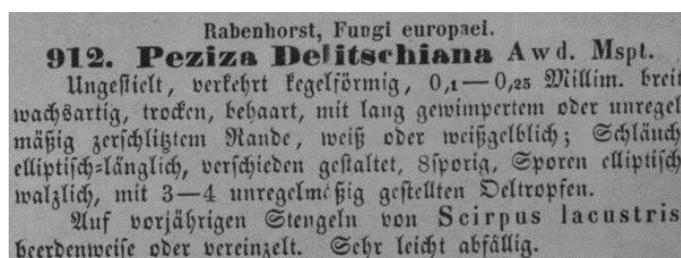 Rabenhorst, Fungi europaei.
912. Peziza Delitschiana Awd. Mspt.
Ungestielt, verkehrt kegelförmig, 0,1—0,25 Millim. breit
wachsartig, trocken, behaart, mit lang gewimpertem oder unregel
mäßig zerschlitztem Rande, weiß oder weißgelblich; Schläuch
elliptisch-länglich, verschieden gestaltet, 8sporig, Sporen elliptisch
walzlich, mit 3—4 unregelmäßig gestellten Oeltropfen.
Auf vorjährigen Stengeln von Scirpus lacustris
heerdenweise oder vereinzelt. Sehr leicht abfällig.